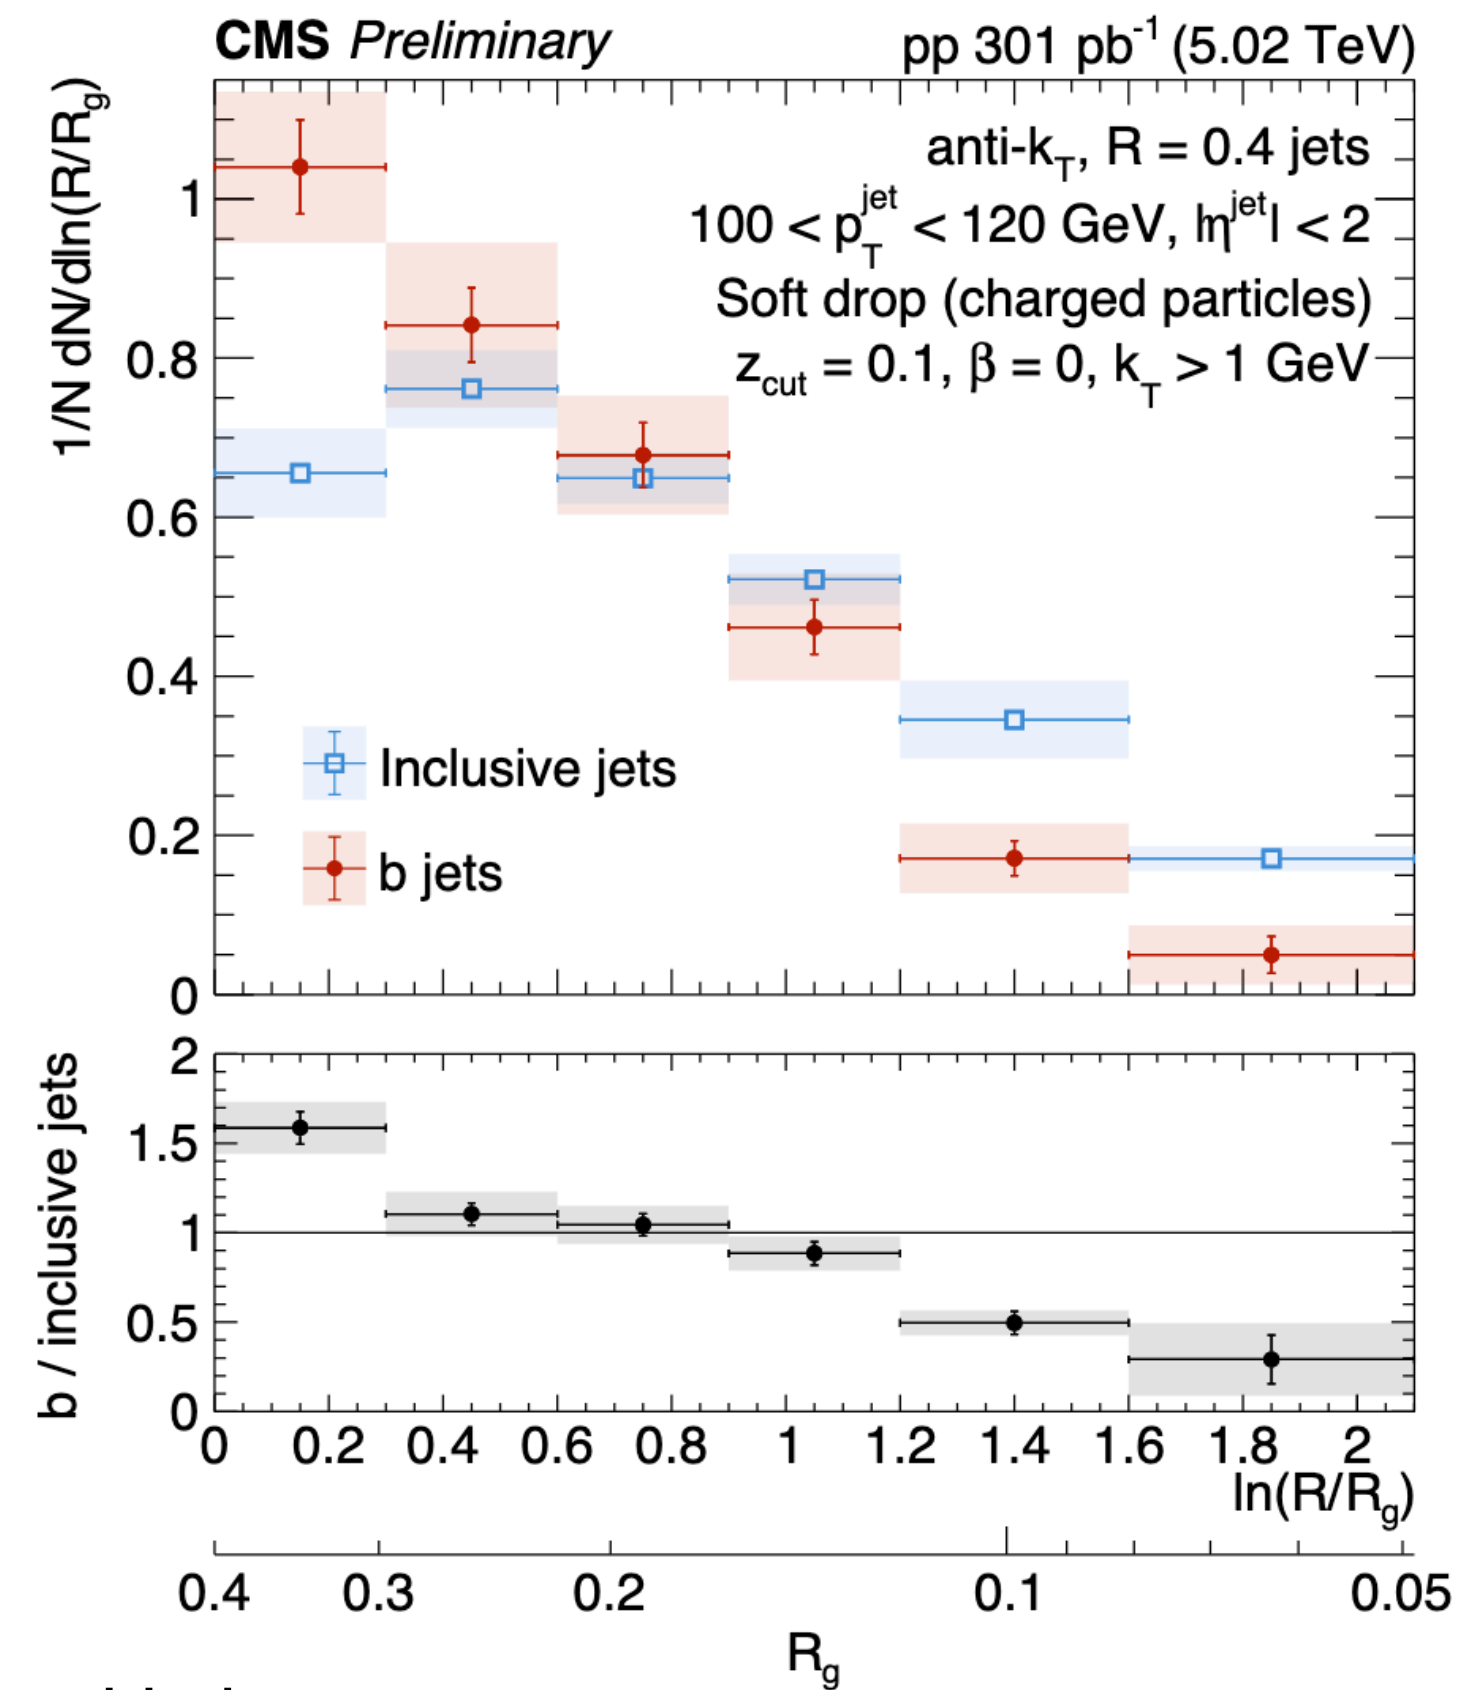 CMS Preliminary
pp 301 pb⁻¹ (5.02 TeV)
1/N dN/dln(R/R_g)
anti-k_T, R = 0.4 jets
100 < p_T^jet < 120 GeV, |η^jet| < 2
Soft drop (charged particles)
z_cut = 0.1, β = 0, k_T > 1 GeV
1
0.8
0.6
0.4
0.2
0
Inclusive jets
b jets
b / inclusive jets
2
1.5
1
0.5
0
0 0.2 0.4 0.6 0.8 1 1.2 1.4 1.6 1.8 2
ln(R/R_g)
0.4 0.3 0.2 0.1 0.05
R_g